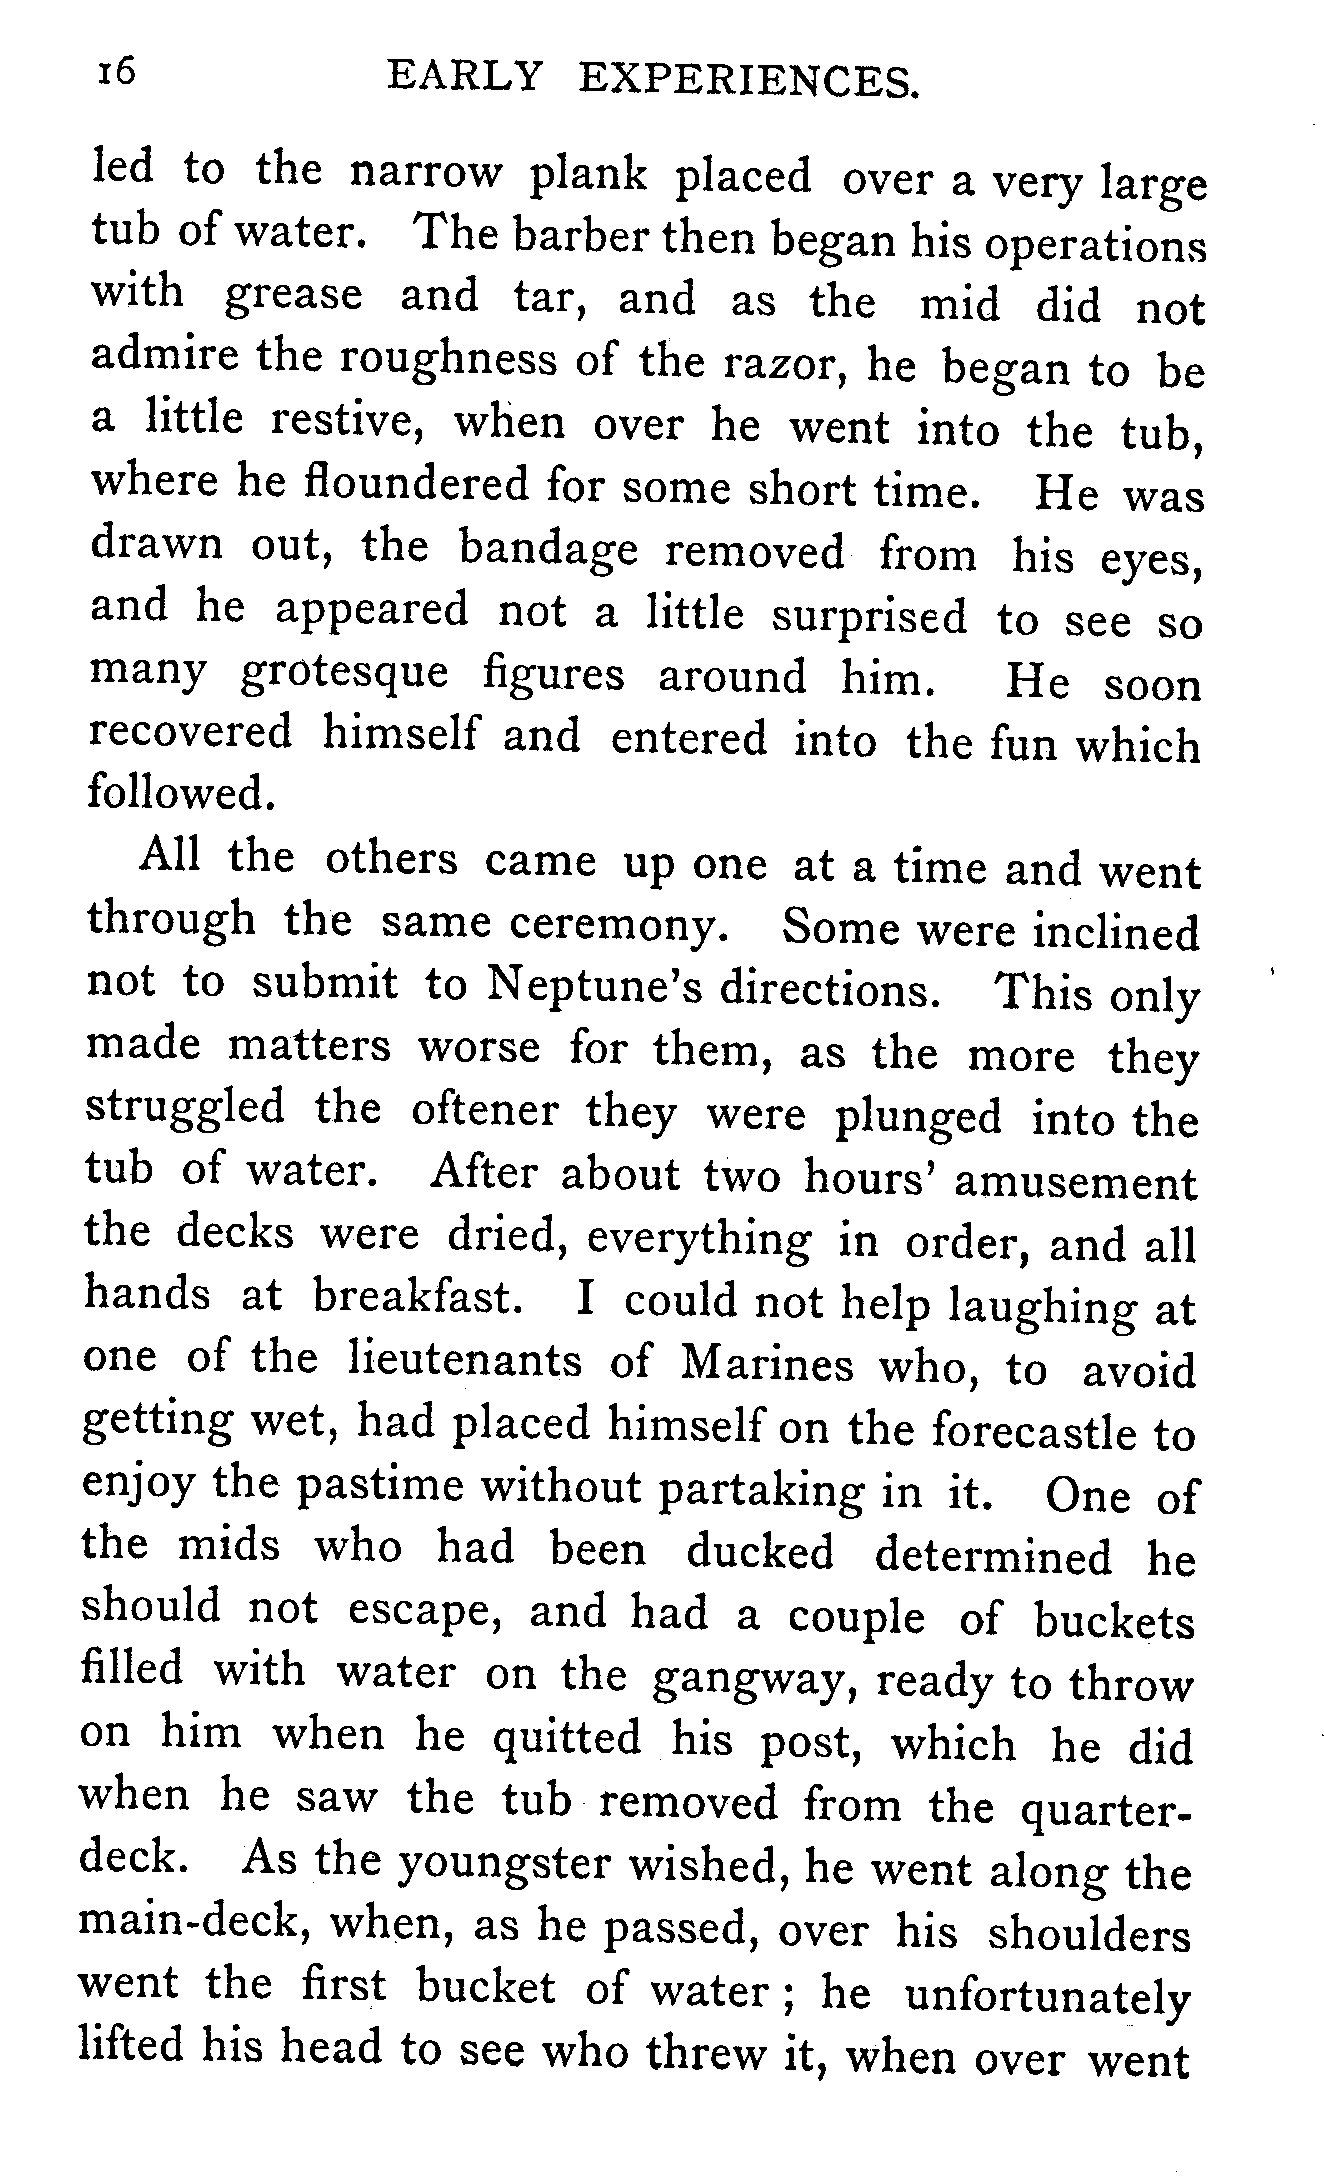 16 EARLY EXPERIENCES.
led to the narrow plank placed over a very large
tub of water. The barber then began his operations
with grease and tar, and as the mid did not
admire the roughness of the razor, he began to be
a little restive, when over he went into the tub,
where he floundered for some short time. He was
drawn out, the bandage removed from his eyes,
and he appeared not a little surprised to see so
many grotesque figures around him. He soon
recovered himself and entered into the fun which
followed.
All the others came up one at a time and went
through the same ceremony. Some were inclined
not to submit to Neptune's directions. This only
made matters worse for them, as the more they
struggled the oftener they were plunged into the
tub of water. After about two hours' amusement
the decks were dried, everything in order, and all
hands at breakfast. I could not help laughing at
one of the lieutenants of Marines who, to avoid
getting wet, had placed himself on the forecastle to
enjoy the pastime without partaking in it. One of
the mids who had been ducked determined he
should not escape, and had a couple of buckets
filled with water on the gangway, ready to throw
on him when he quitted his post, which he did
when he saw the tub removed from the quarter-
deck. As the youngster wished, he went along the
main-deck, when, as he passed, over his shoulders
went the first bucket of water ; he unfortunately
lifted his head to see who threw it, when over went